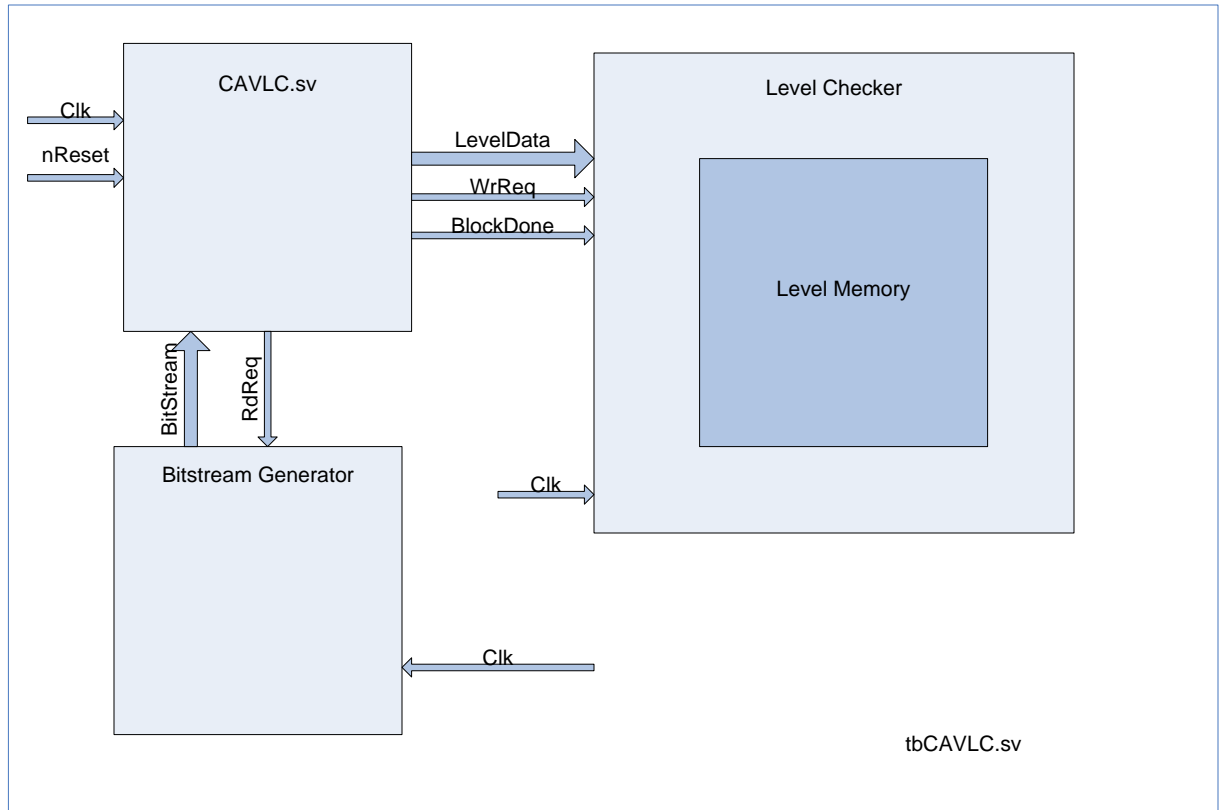 CAVLC.sv
Level Checker
Clk
nReset
LevelData
WrReq
BlockDone
Level Memory
BitStream
RdReq
Bitstream Generator
Clk
Clk
tbCAVLC.sv